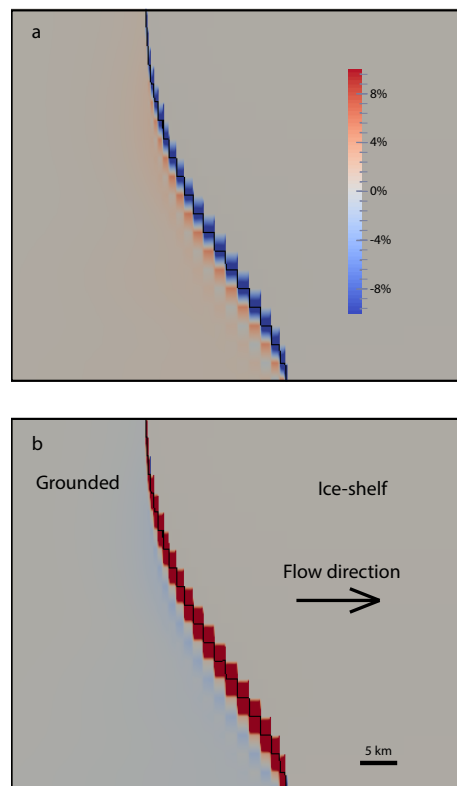 a
8%
4%
0%
-4%
-8%
b
Grounded
Ice-shelf
Flow direction
5 km